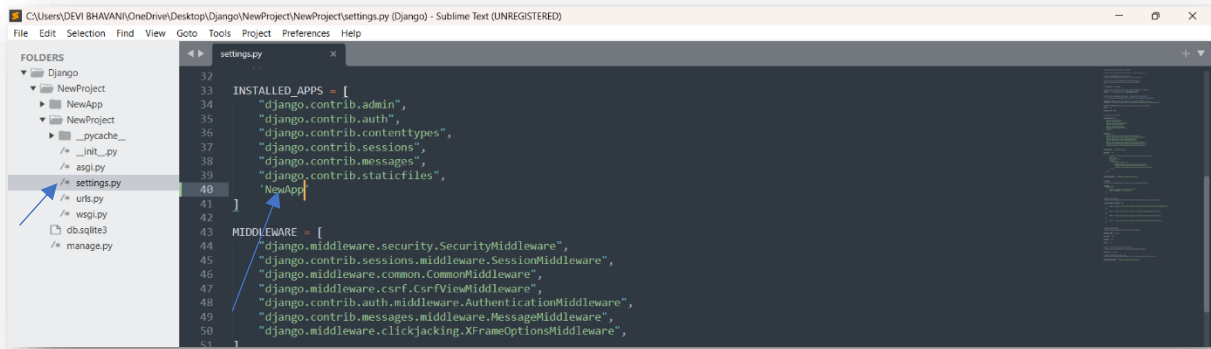 C:\Users\DEVI BHAVANI\OneDrive\Desktop\Django\NewProject\NewProject\settings.py (Django) - Sublime Text (UNREGISTERED)
File Edit Selection Find View Goto Tools Project Preferences Help
FOLDERS
Django
NewProject
NewApp
NewProject
__pycache__
/* __init__.py
/* asgi.py
/* settings.py
/* urls.py
/* wsgi.py
db.sqlite3
/* manage.py
settings.py
32
33 INSTALLED_APPS = [
34 "django.contrib.admin",
35 "django.contrib.auth",
36 "django.contrib.contenttypes",
37 "django.contrib.sessions",
38 "django.contrib.messages",
39 "django.contrib.staticfiles",
40 'NewApp'
41 ]
42
43 MIDDLEWARE = [
44 "django.middleware.security.SecurityMiddleware",
45 "django.contrib.sessions.middleware.SessionMiddleware",
46 "django.middleware.common.CommonMiddleware",
47 "django.middleware.csrf.CsrfViewMiddleware",
48 "django.contrib.auth.middleware.AuthenticationMiddleware",
49 "django.contrib.messages.middleware.MessageMiddleware",
50 "django.middleware.clickjacking.XFrameOptionsMiddleware",
51 ]